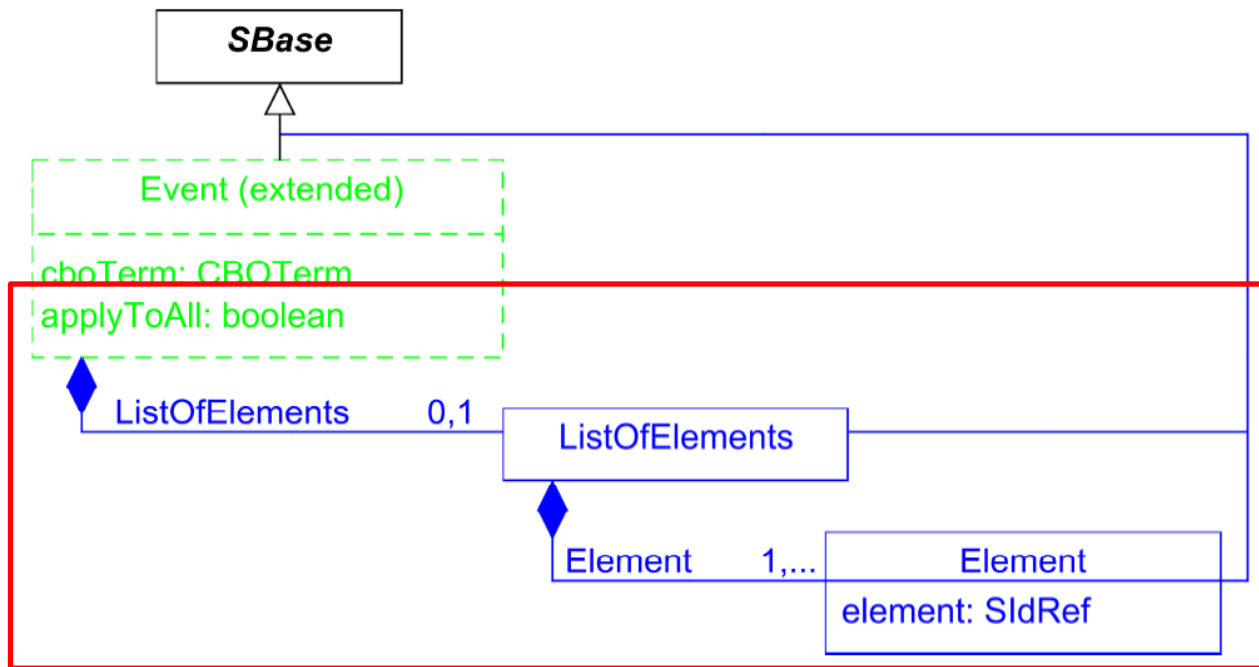 SBase
Event (extended)
cboTerm: CBOTerm
applyToAll: boolean
ListOfElements 0,1
ListOfElements
Element 1,...
Element
element: SIdRef